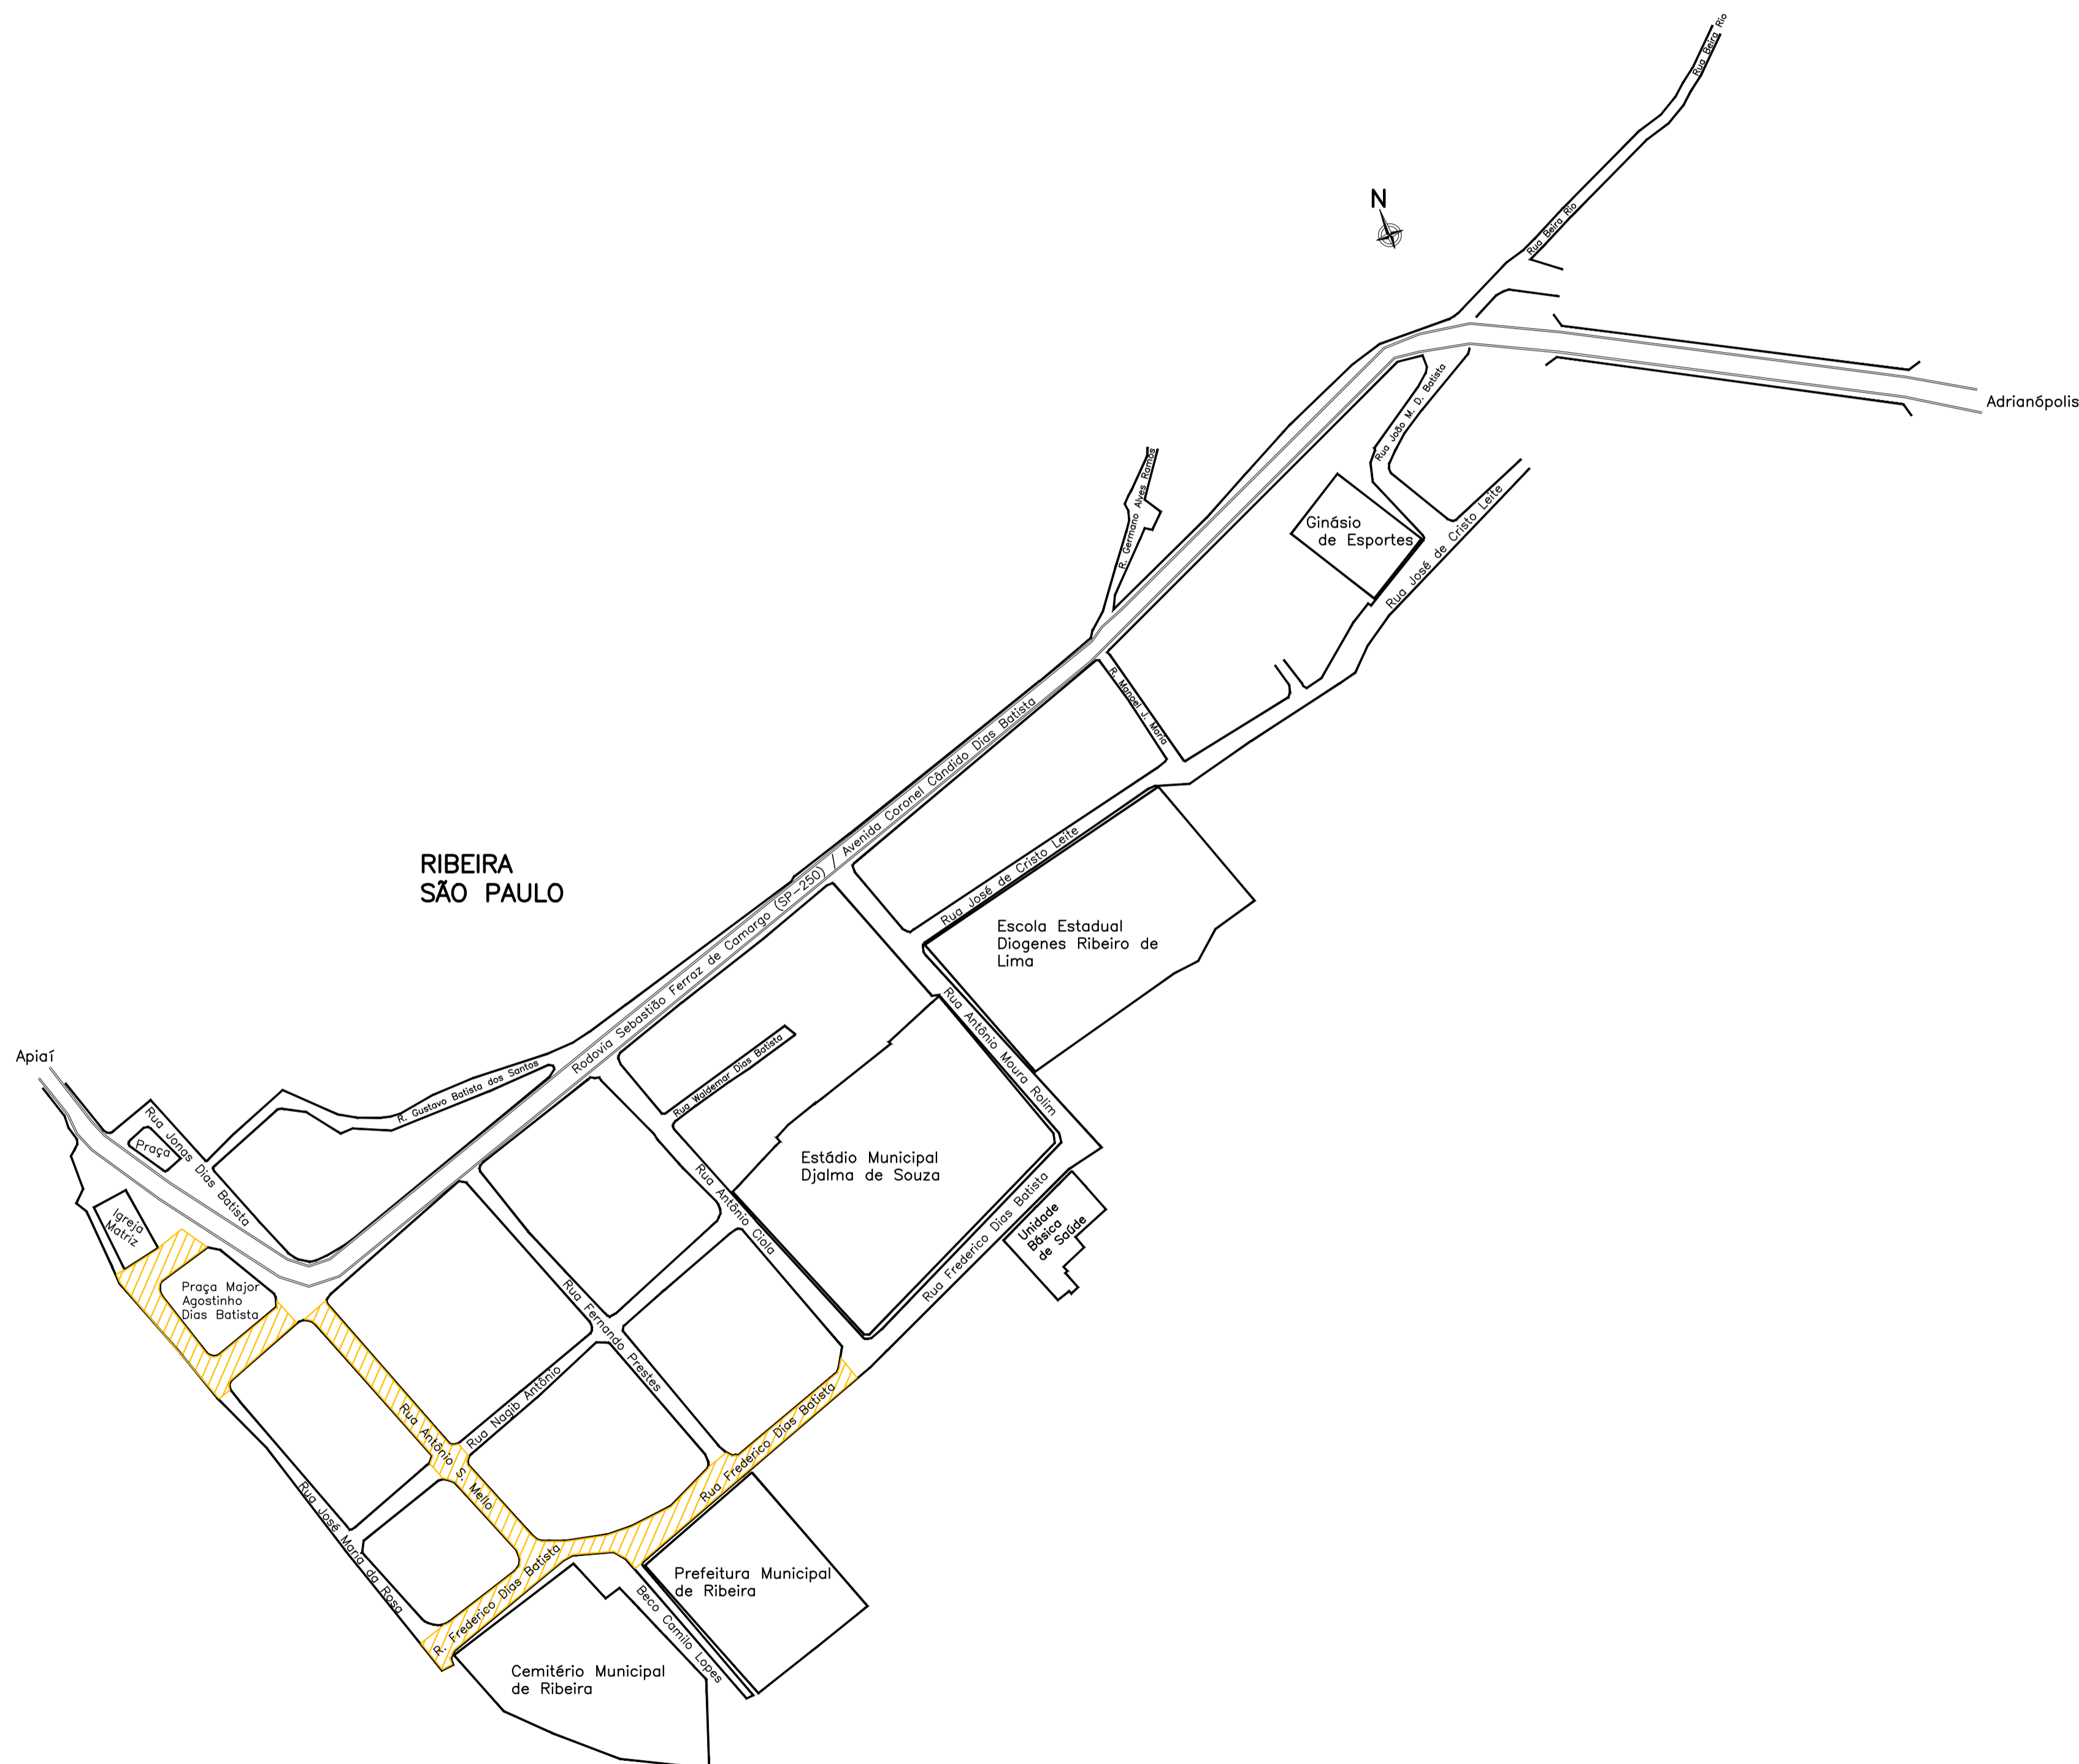 Rua Beira Rio
Rua Beira Rio
N
Rua Beira Rio
Adrianópolis
Rua João M. D. Batista
R. Germano Alves Ramos
Ginásio
de Esportes
Rua José de Cristo Leite
R. Manoel J. Maria
RIBEIRA
SÃO PAULO
Rodovia Sebastião Ferraz de Camargo (SP-250) / Avenida Coronel Cândido Dias Batista
Rua José de Cristo Leite
Escola Estadual
Diogenes Ribeiro de
Lima
Rua Antônio Moura Rolim
Apiaí
Rua Waldemar Dias Batista
R. Gustavo Batista dos Santos
Rua Jonas Dias Batista
Praça
Estádio Municipal
Djalma de Souza
Rua Antônio Ciola
Rua Frederico Dias Batista
Unidade
Básica
de Saúde
Igreja
Matriz
Praça Major
Agostinho
Dias Batista
Rua Fernando Prestes
Rua Nagib Antônio
Rua Antônio S. Mello
Rua Frederico Dias Batista
Rua José Maria da Rosa
R. Frederico Dias Batista
Prefeitura Municipal
de Ribeira
Beco Camilo Lopes
Cemitério Municipal
de Ribeira